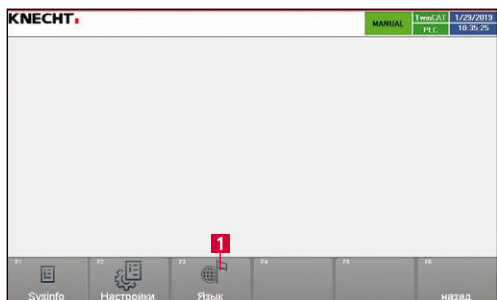 KNECHT.
MANUAL
TwinCAT
PLC
1/29/2019
10:35:25
1
F1
F2
F3
F4
F5
Sysinfo
Настройки
Язык
назад